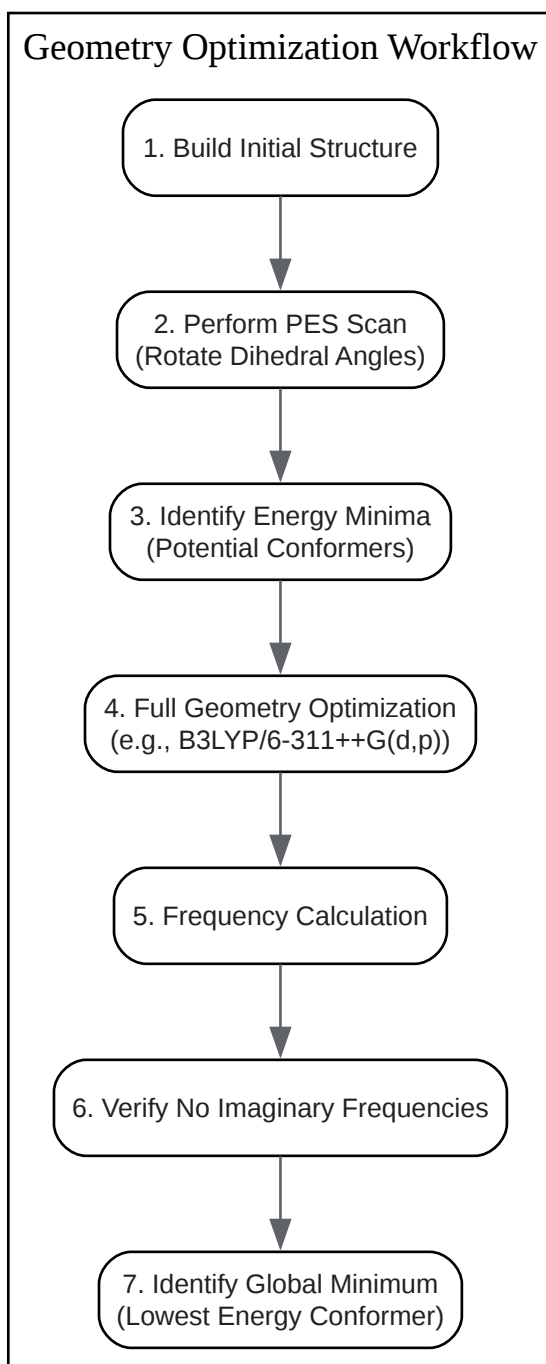 Geometry Optimization Workflow
1. Build Initial Structure
2. Perform PES Scan
(Rotate Dihedral Angles)
3. Identify Energy Minima
(Potential Conformers)
4. Full Geometry Optimization
(e.g., B3LYP/6-311++G(d,p))
5. Frequency Calculation
6. Verify No Imaginary Frequencies
7. Identify Global Minimum
(Lowest Energy Conformer)